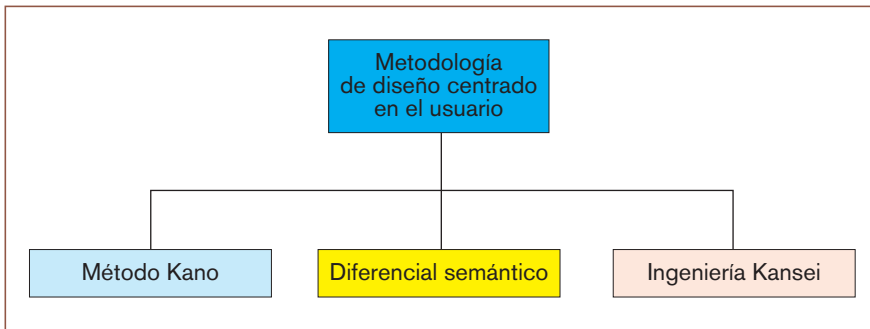 Metodología
de diseño centrado
en el usuario
Método Kano
Diferencial semántico
Ingeniería Kansei